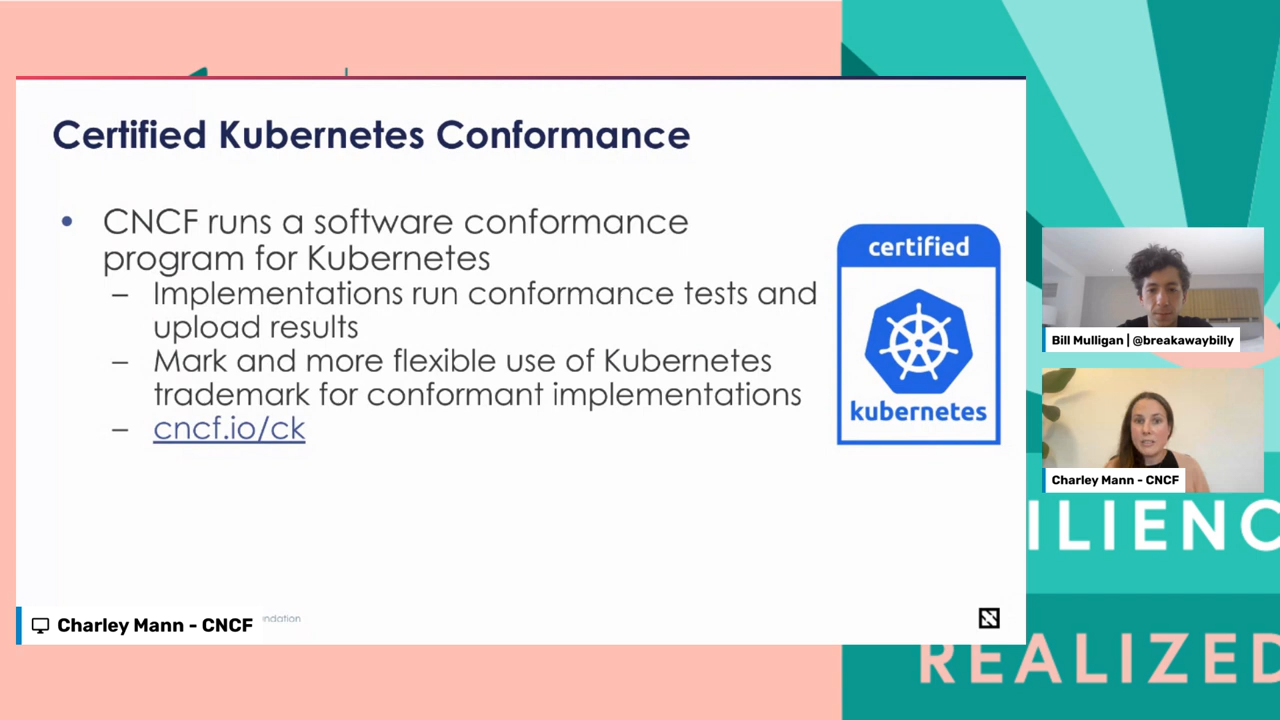 Certified Kubernetes Conformance
• CNCF runs a software conformance
program for Kubernetes
– Implementations run conformance tests and
upload results
– Mark and more flexible use of Kubernetes
trademark for conformant implementations
– cncf.io/ck
certified
kubernetes
Charley Mann - CNCF
ndation
Bill Mulligan | @breakawaybilly
Charley Mann - CNCF
ILIENC
REALIZED